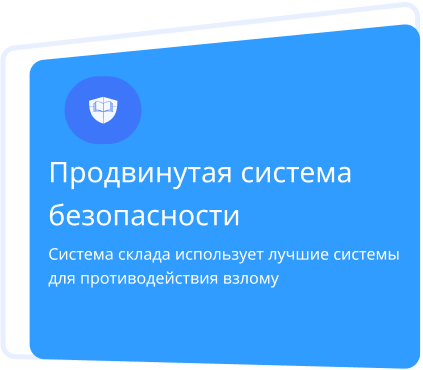 Продвинутая система
безопасности
Система склада использует лучшие системы
для противодействия взлому